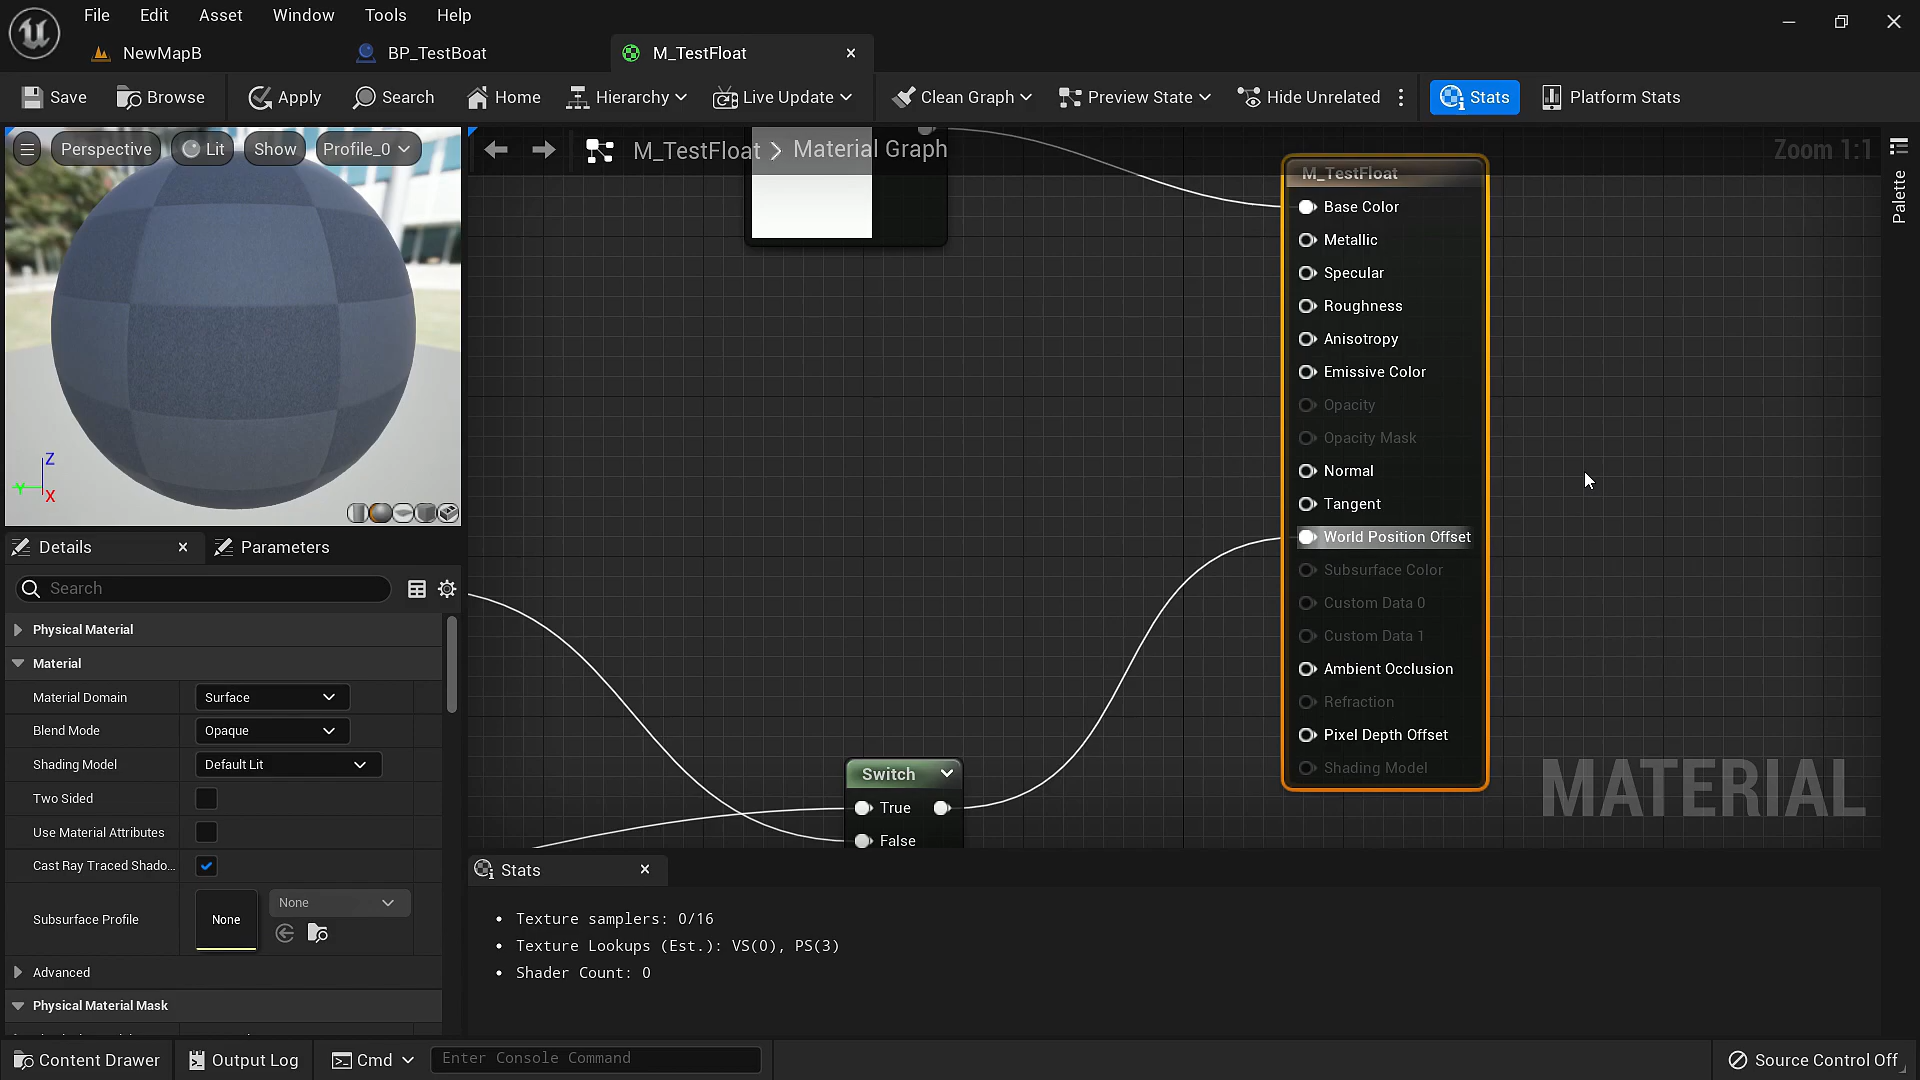 File Edit Asset Window Tools Help
NewMapB BP_TestBoat M_TestFloat
Save Browse Apply Search Home Hierarchy Live Update Clean Graph Preview State Hide Unrelated Stats Platform Stats
Perspective Lit Show Profile_0
M_TestFloat > Material Graph
Zoom 1:1
Palette
M_TestFloat
Base Color
Metallic
Specular
Roughness
Anisotropy
Emissive Color
Opacity
Opacity Mask
Normal
Tangent
World Position Offset
Subsurface Color
Custom Data 0
Custom Data 1
Ambient Occlusion
Refraction
Pixel Depth Offset
Shading Model
MATERIAL
Switch
True
False
Z
Y
X
Details Parameters
Search
Physical Material
Material
Material Domain Surface
Blend Mode Opaque
Shading Model Default Lit
Two Sided
Use Material Attributes
Cast Ray Traced Shado...
Subsurface Profile None None
Advanced
Physical Material Mask
Stats
• Texture samplers: 0/16
• Texture Lookups (Est.): VS(0), PS(3)
• Shader Count: 0
Content Drawer Output Log Cmd Enter Console Command Source Control Off